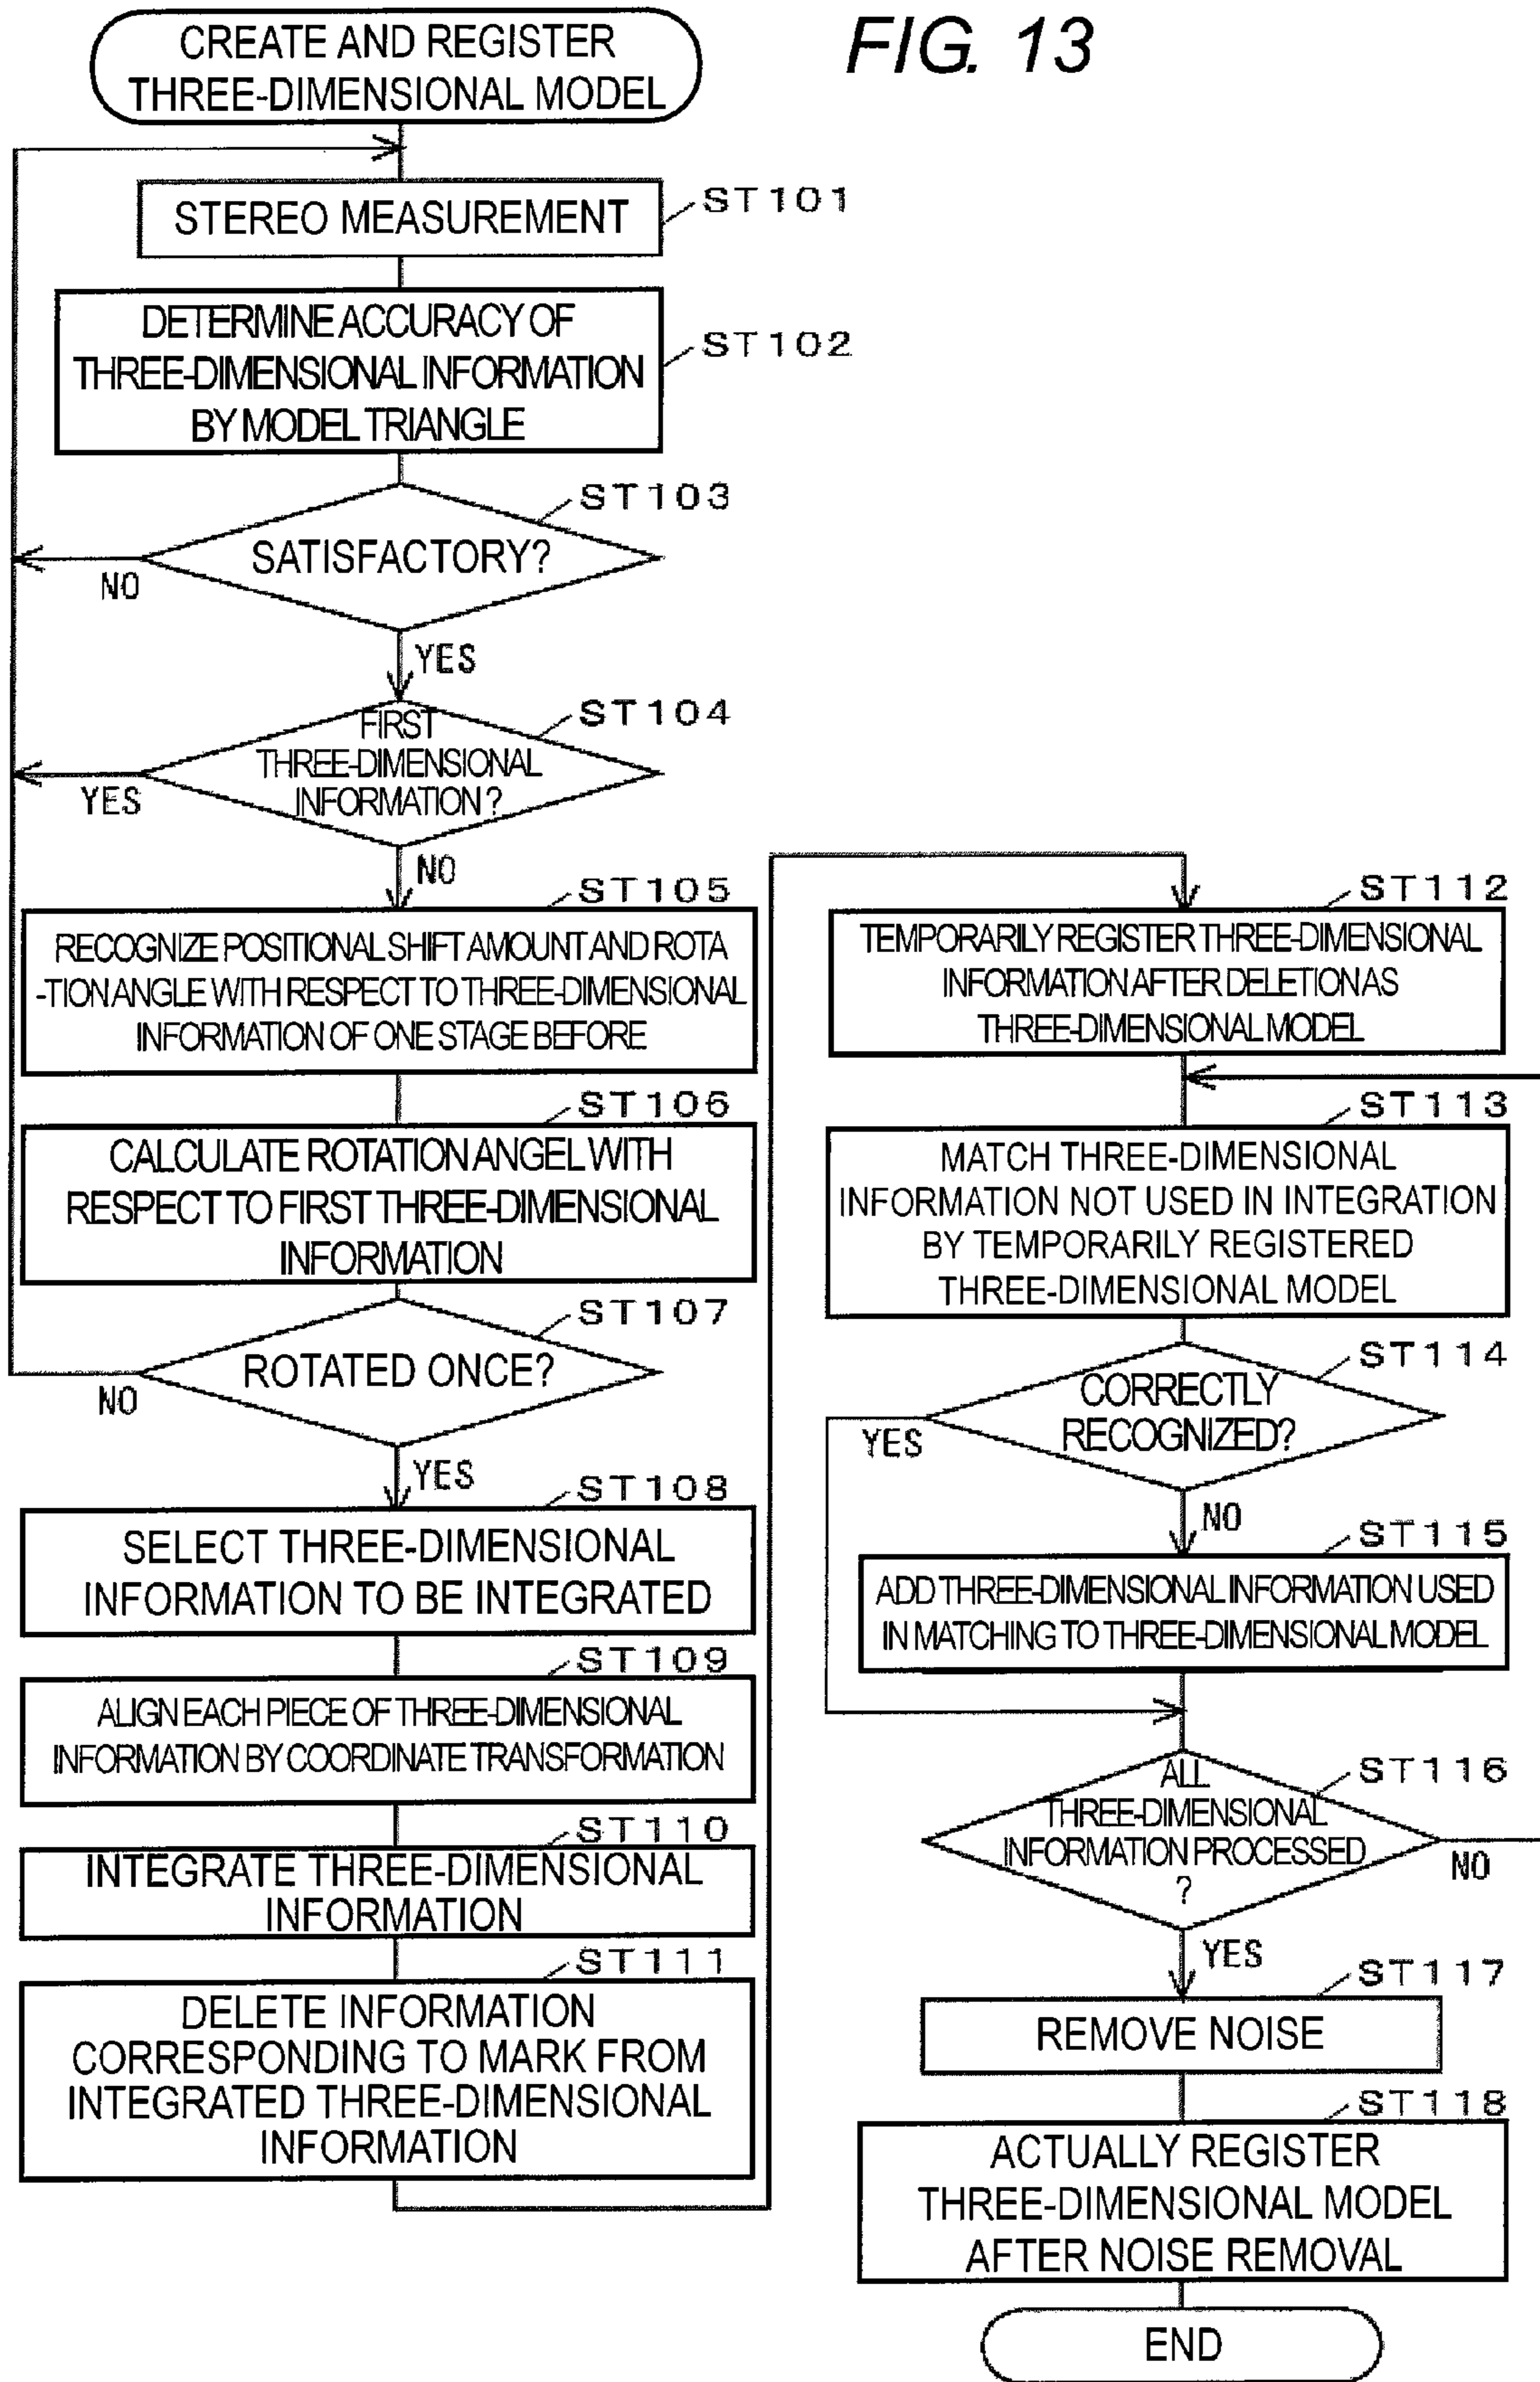 FIG. 13
CREATE AND REGISTER
THREE-DIMENSIONAL MODEL
STEREO MEASUREMENT
ST101
DETERMINE ACCURACY OF
THREE-DIMENSIONAL INFORMATION
BY MODEL TRIANGLE
ST102
ST103
SATISFACTORY?
NO
YES
ST104
FIRST
THREE-DIMENSIONAL
INFORMATION?
YES
NO
ST105
RECOGNIZE POSITIONAL SHIFT AMOUNT AND ROTA
-TION ANGLE WITH RESPECT TO THREE-DIMENSIONAL
INFORMATION OF ONE STAGE BEFORE
ST106
CALCULATE ROTATION ANGEL WITH
RESPECT TO FIRST THREE-DIMENSIONAL
INFORMATION
ST107
ROTATED ONCE?
NO
YES
ST108
SELECT THREE-DIMENSIONAL
INFORMATION TO BE INTEGRATED
ST109
ALIGN EACH PIECE OF THREE-DIMENSIONAL
INFORMATION BY COORDINATE TRANSFORMATION
ST110
INTEGRATE THREE-DIMENSIONAL
INFORMATION
ST111
DELETE INFORMATION
CORRESPONDING TO MARK FROM
INTEGRATED THREE-DIMENSIONAL
INFORMATION
ST112
TEMPORARILY REGISTER THREE-DIMENSIONAL
INFORMATION AFTER DELETION AS
THREE-DIMENSIONAL MODEL
ST113
MATCH THREE-DIMENSIONAL
INFORMATION NOT USED IN INTEGRATION
BY TEMPORARILY REGISTERED
THREE-DIMENSIONAL MODEL
ST114
CORRECTLY
RECOGNIZED?
YES
NO
ST115
ADD THREE-DIMENSIONAL INFORMATION USED
IN MATCHING TO THREE-DIMENSIONAL MODEL
ST116
ALL
THREE-DIMENSIONAL
INFORMATION PROCESSED
?
NO
YES
ST117
REMOVE NOISE
ST118
ACTUALLY REGISTER
THREE-DIMENSIONAL MODEL
AFTER NOISE REMOVAL
END